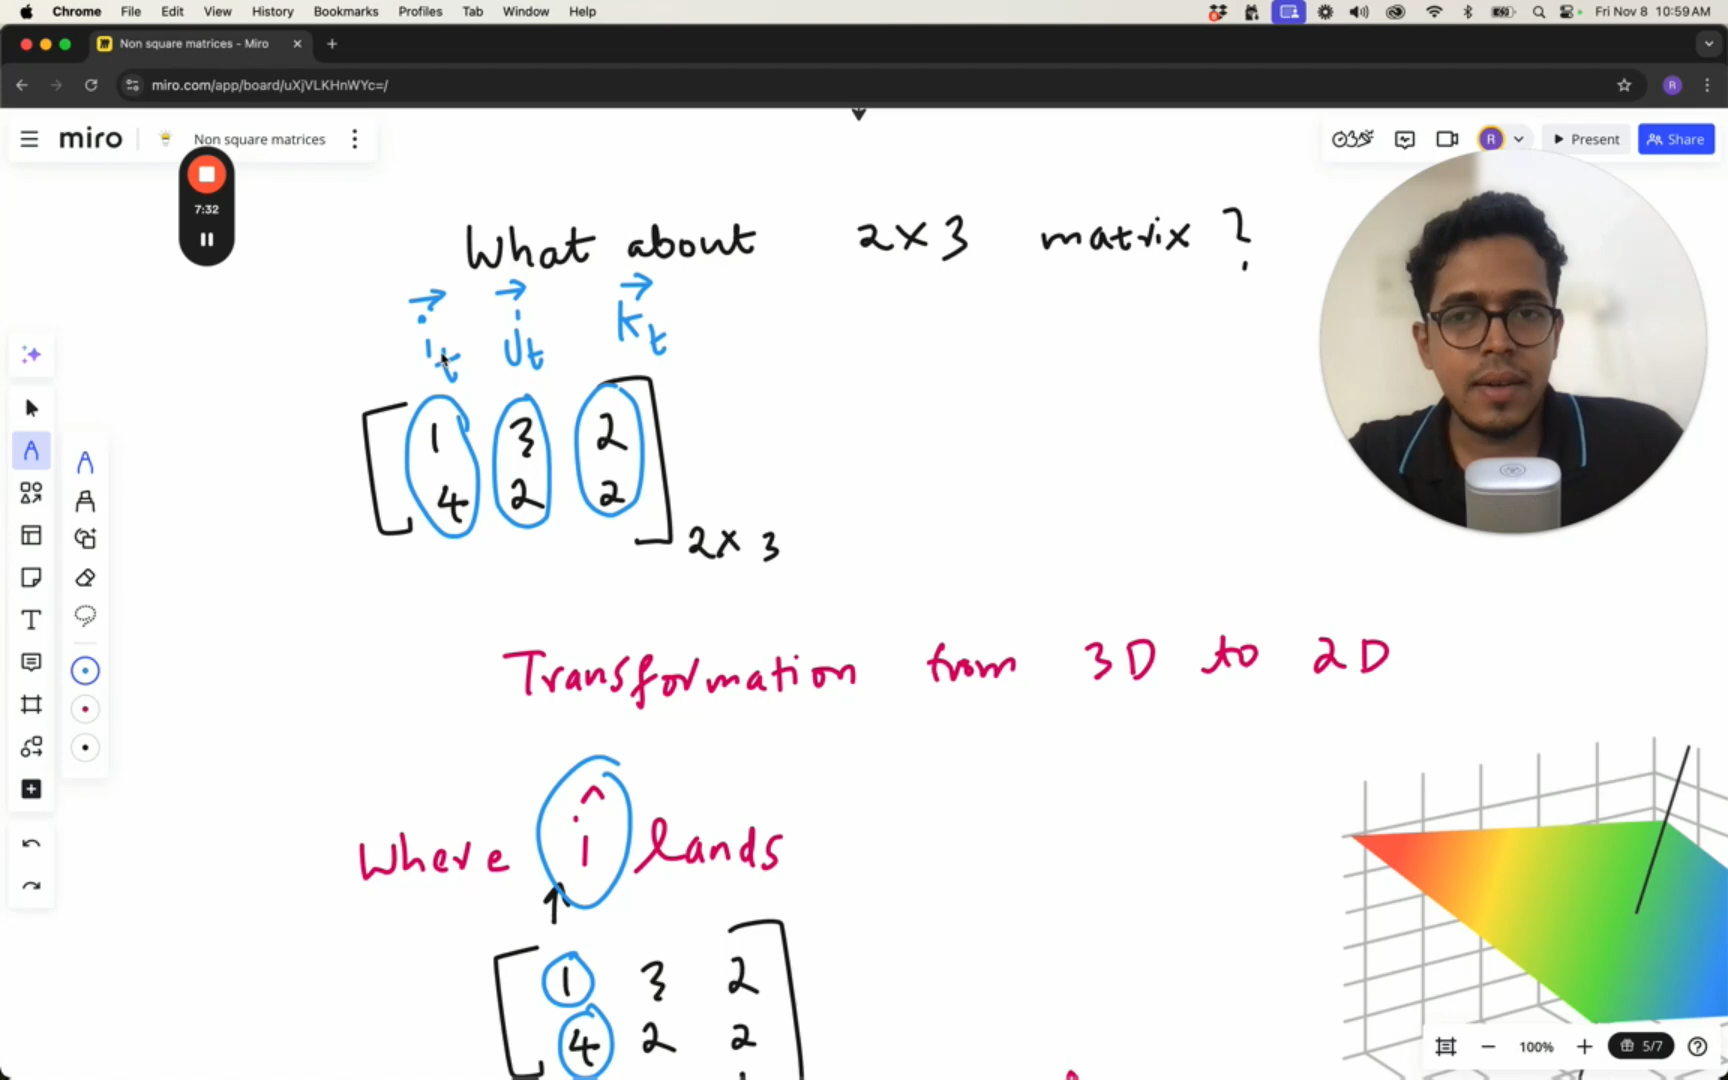 Chrome File Edit View History Bookmarks Profiles Tab Window Help Fri Nov 8 10:59 AM
Non square matrices - Miro
miro.com/app/board/uXjVLKHnWYc=/ R
miro Non square matrices R Present Share
7:32
What about 2×3 matrix ?
i t j t k t
1 3 2
4 2 2
2×3
Transformation from 3D to 2D
Where î lands
1 3 2
4 2 2
100% 5/7